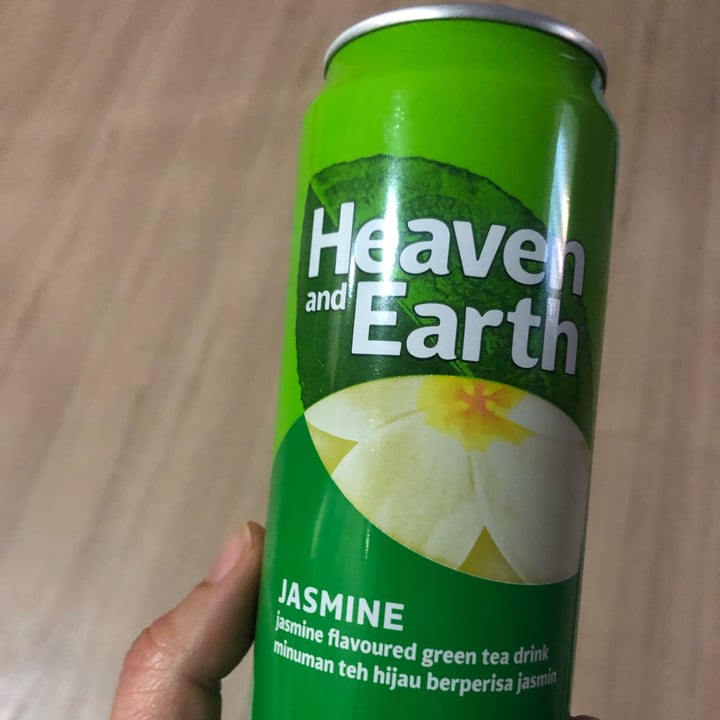 Heaven
and Earth
JASMINE
jasmine flavoured green tea drink
minuman teh hijau berperisa jasmin